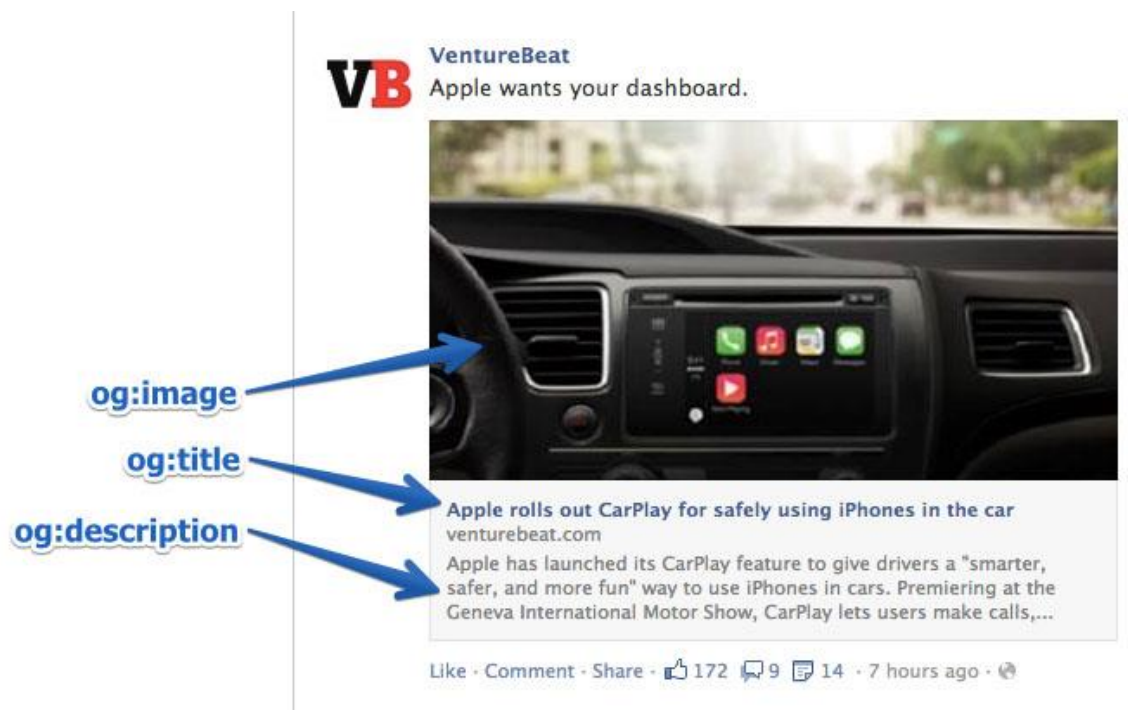 VentureBeat
VB
Apple wants your dashboard.
og:image
og:title
Apple rolls out CarPlay for safely using iPhones in the car
venturebeat.com
og:description
Apple has launched its CarPlay feature to give drivers a "smarter,
safer, and more fun" way to use iPhones in cars. Premiering at the
Geneva International Motor Show, CarPlay lets users make calls,...
Like · Comment · Share · 172 9 14 · 7 hours ago ·